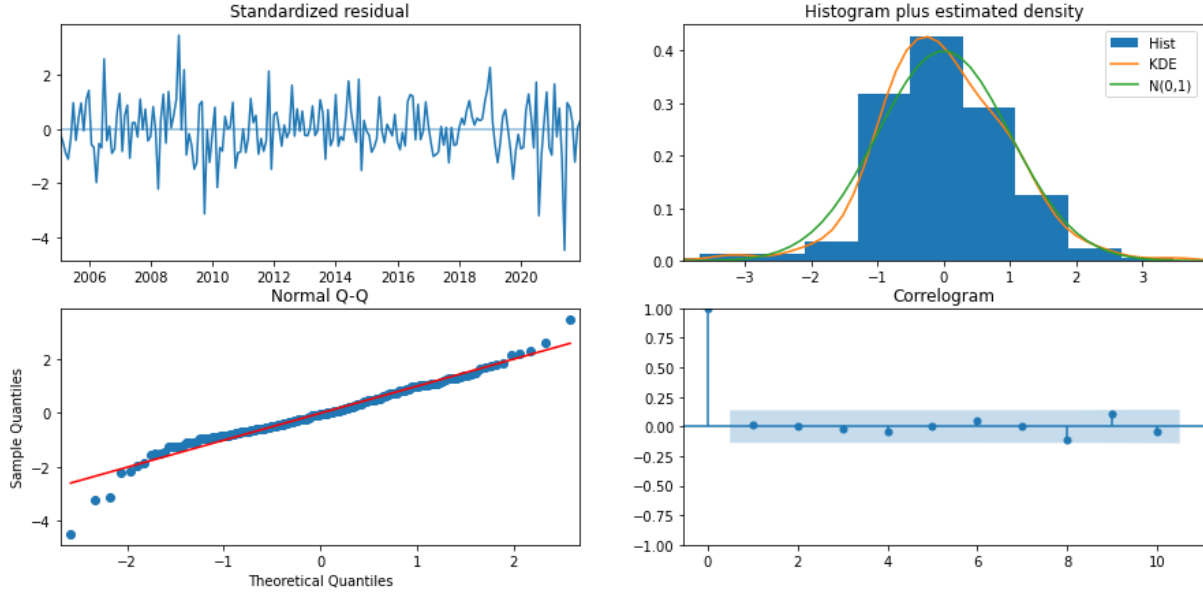 Standardized residual
2
0
−2
−4
2006 2008 2010 2012 2014 2016 2018 2020
Histogram plus estimated density
Hist
KDE
N(0,1)
0.4
0.3
0.2
0.1
0.0
−3 −2 −1 0 1 2 3
Normal Q-Q
Sample Quantiles
2
0
−2
−4
−2 −1 0 1 2
Theoretical Quantiles
Correlogram
1.00
0.75
0.50
0.25
0.00
−0.25
−0.50
−0.75
−1.00
0 2 4 6 8 10